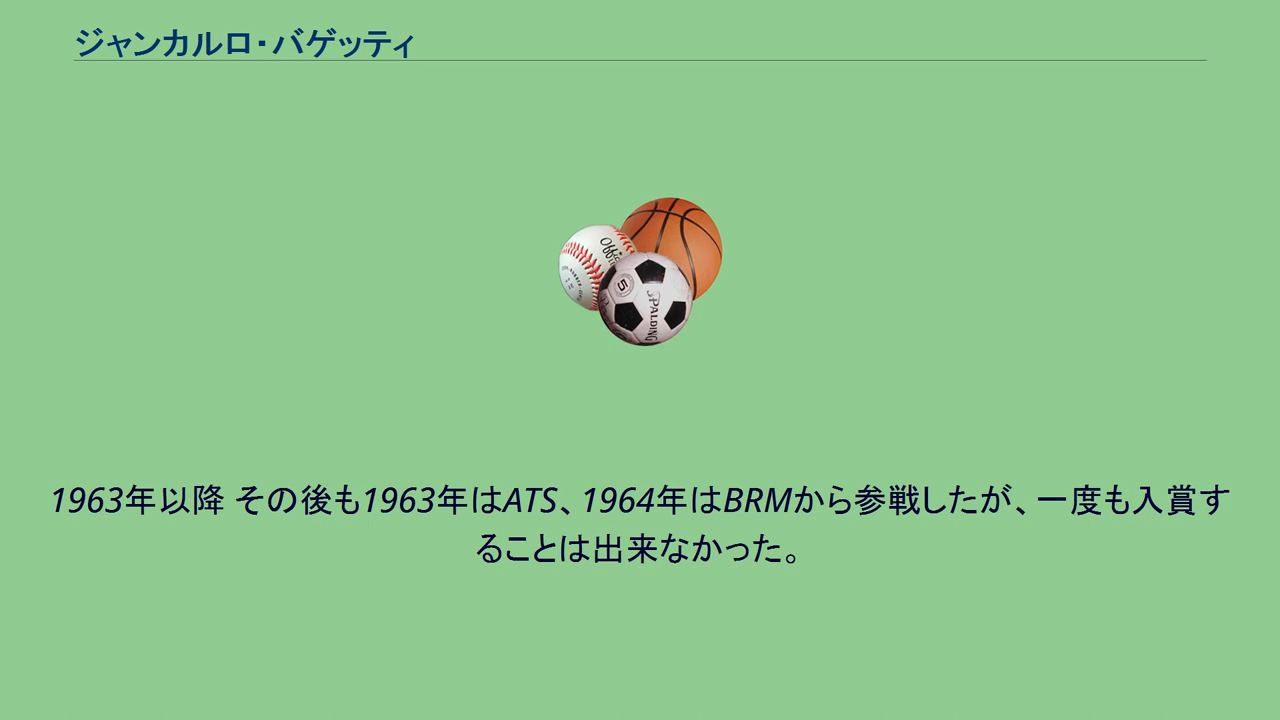 ジャンカルロ・バゲッティ
Offic
5
SPALDING
1963年以降 その後も1963年はATS、1964年はBRMから参戦したが、一度も入賞す
ることは出来なかった。